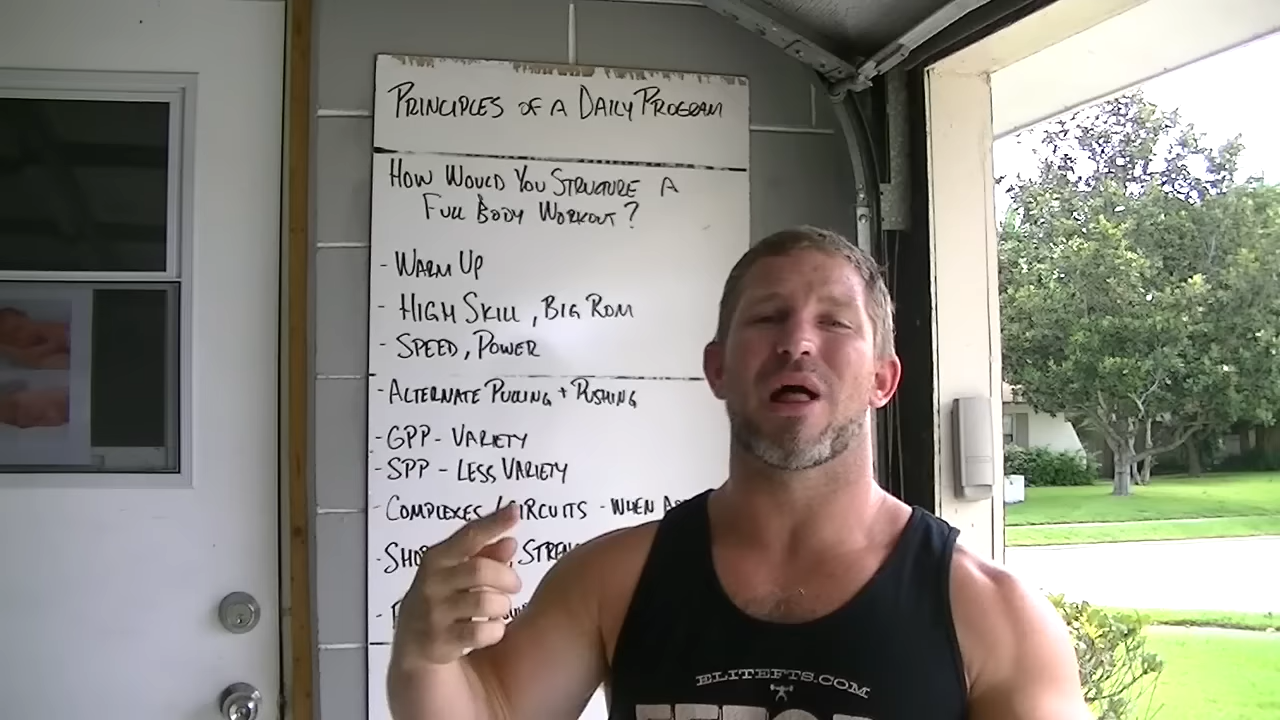 PRINCIPLES OF A DAILY PROGRAM
HOW WOULD YOU STRUCTURE A
FULL BODY WORKOUT?
- WARM UP
- HIGH SKILL, BIG ROM
- SPEED, POWER
- ALTERNATE PULLING + PUSHING
- GPP - VARIETY
- SPP - LESS VARIETY
- COMPLEXES / CIRCUITS - WHEN
ELITEFTS.COM